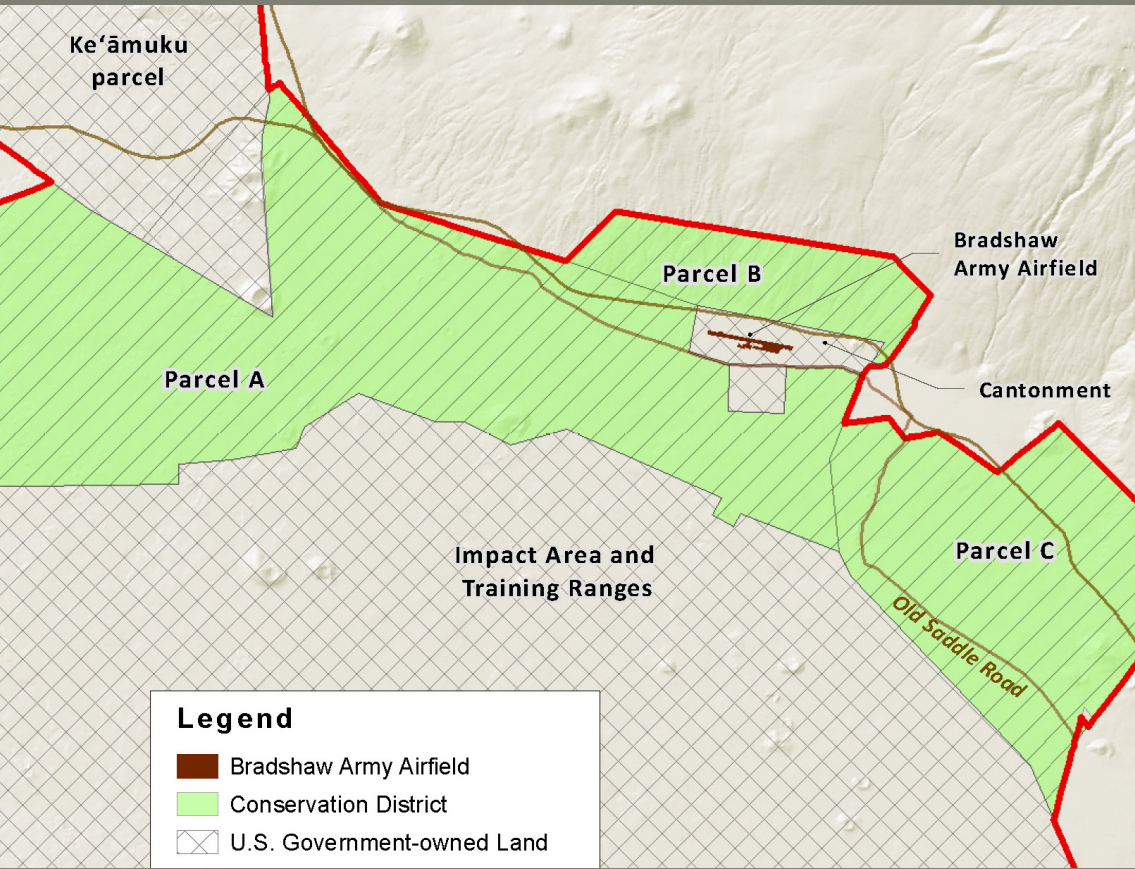 Keʻāmuku
parcel
Bradshaw
Army Airfield
Parcel B
Parcel A
Cantonment
Impact Area and
Training Ranges
Parcel C
Old Saddle Road
Legend
Bradshaw Army Airfield
Conservation District
U.S. Government-owned Land